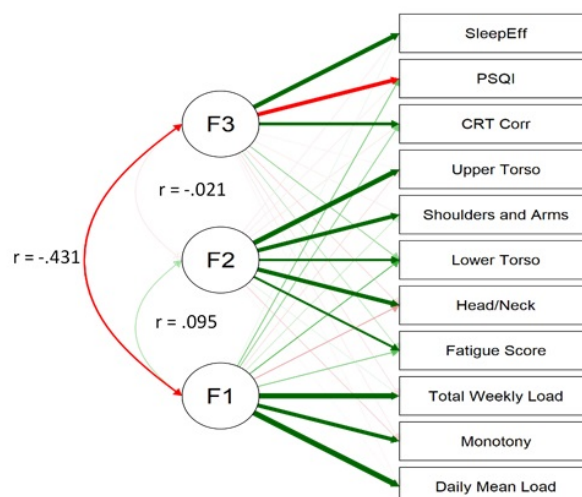 SleepEff
PSQI
F3
CRT Corr
Upper Torso
r = -.021
Shoulders and Arms
r = -.431
F2
Lower Torso
Head/Neck
r = .095
Fatigue Score
F1
Total Weekly Load
Monotony
Daily Mean Load